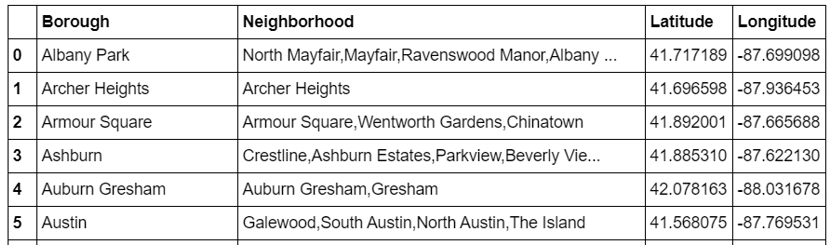 Borough Neighborhood Latitude Longitude
0 Albany Park North Mayfair,Mayfair,Ravenswood Manor,Albany ... 41.717189 -87.699098
1 Archer Heights Archer Heights 41.696598 -87.936453
2 Armour Square Armour Square,Wentworth Gardens,Chinatown 41.892001 -87.665688
3 Ashburn Crestline,Ashburn Estates,Parkview,Beverly Vie... 41.885310 -87.622130
4 Auburn Gresham Auburn Gresham,Gresham 42.078163 -88.031678
5 Austin Galewood,South Austin,North Austin,The Island 41.568075 -87.769531